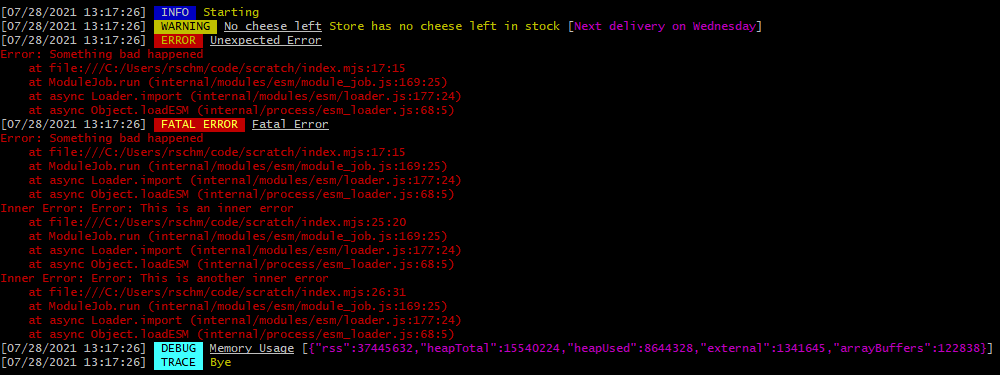 [07/28/2021 13:17:26] INFO Starting
[07/28/2021 13:17:26] WARNING No cheese left Store has no cheese left in stock [Next delivery on Wednesday]
[07/28/2021 13:17:26] ERROR Unexpected Error
Error: Something bad happened
    at file:///C:/Users/rschm/code/scratch/index.mjs:17:15
    at ModuleJob.run (internal/modules/esm/module_job.js:169:25)
    at async Loader.import (internal/modules/esm/loader.js:177:24)
    at async Object.loadESM (internal/process/esm_loader.js:68:5)
[07/28/2021 13:17:26] FATAL ERROR Fatal Error
Error: Something bad happened
    at file:///C:/Users/rschm/code/scratch/index.mjs:17:15
    at ModuleJob.run (internal/modules/esm/module_job.js:169:25)
    at async Loader.import (internal/modules/esm/loader.js:177:24)
    at async Object.loadESM (internal/process/esm_loader.js:68:5)
Inner Error: Error: This is an inner error
    at file:///C:/Users/rschm/code/scratch/index.mjs:25:20
    at ModuleJob.run (internal/modules/esm/module_job.js:169:25)
    at async Loader.import (internal/modules/esm/loader.js:177:24)
    at async Object.loadESM (internal/process/esm_loader.js:68:5)
Inner Error: Error: This is another inner error
    at file:///C:/Users/rschm/code/scratch/index.mjs:26:31
    at ModuleJob.run (internal/modules/esm/module_job.js:169:25)
    at async Loader.import (internal/modules/esm/loader.js:177:24)
    at async Object.loadESM (internal/process/esm_loader.js:68:5)
[07/28/2021 13:17:26] DEBUG Memory Usage [{"rss":37445632,"heapTotal":15540224,"heapUsed":8644328,"external":1341645,"arrayBuffers":122838}]
[07/28/2021 13:17:26] TRACE Bye